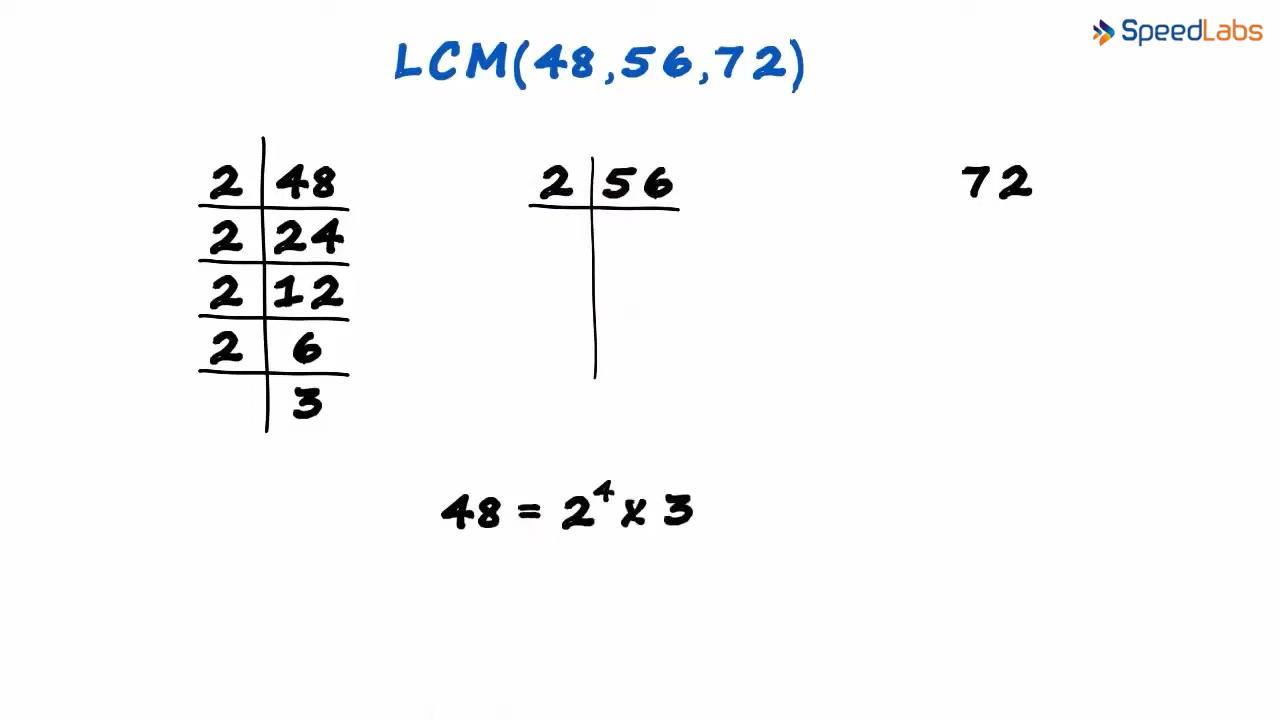 SpeedLabs
LCM(48,56,72)
2 48
2 24
2 12
2 6
3
2 56
72
48 = 2⁴ x 3